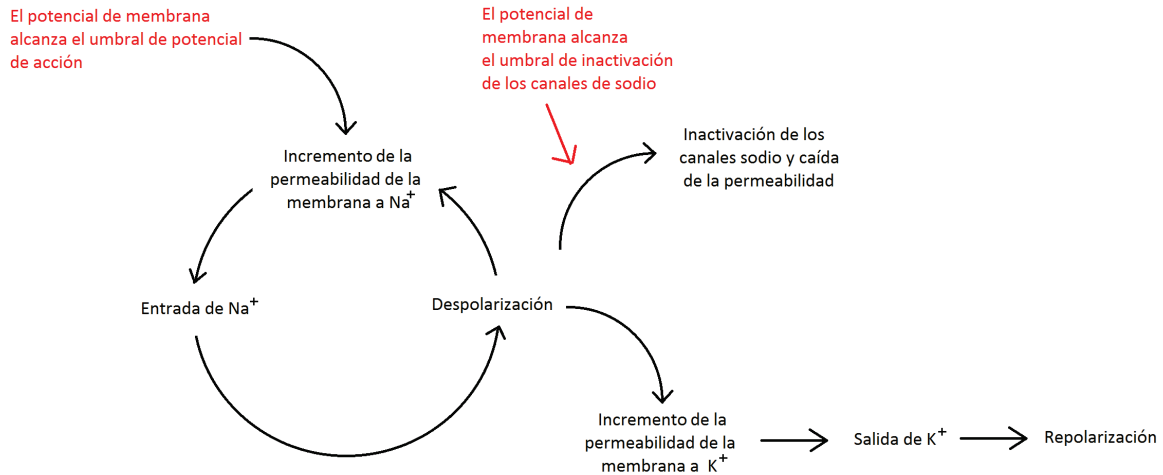 El potencial de membrana
alcanza el umbral de potencial
de acción
El potencial de
membrana alcanza
el umbral de inactivación
de los canales de sodio
Incremento de la
permeabilidad de la
membrana a Na+
Inactivación de los
canales sodio y caída
de la permeabilidad
Entrada de Na+
Despolarización
Incremento de la
permeabilidad de la
membrana a K+
Salida de K+
Repolarización